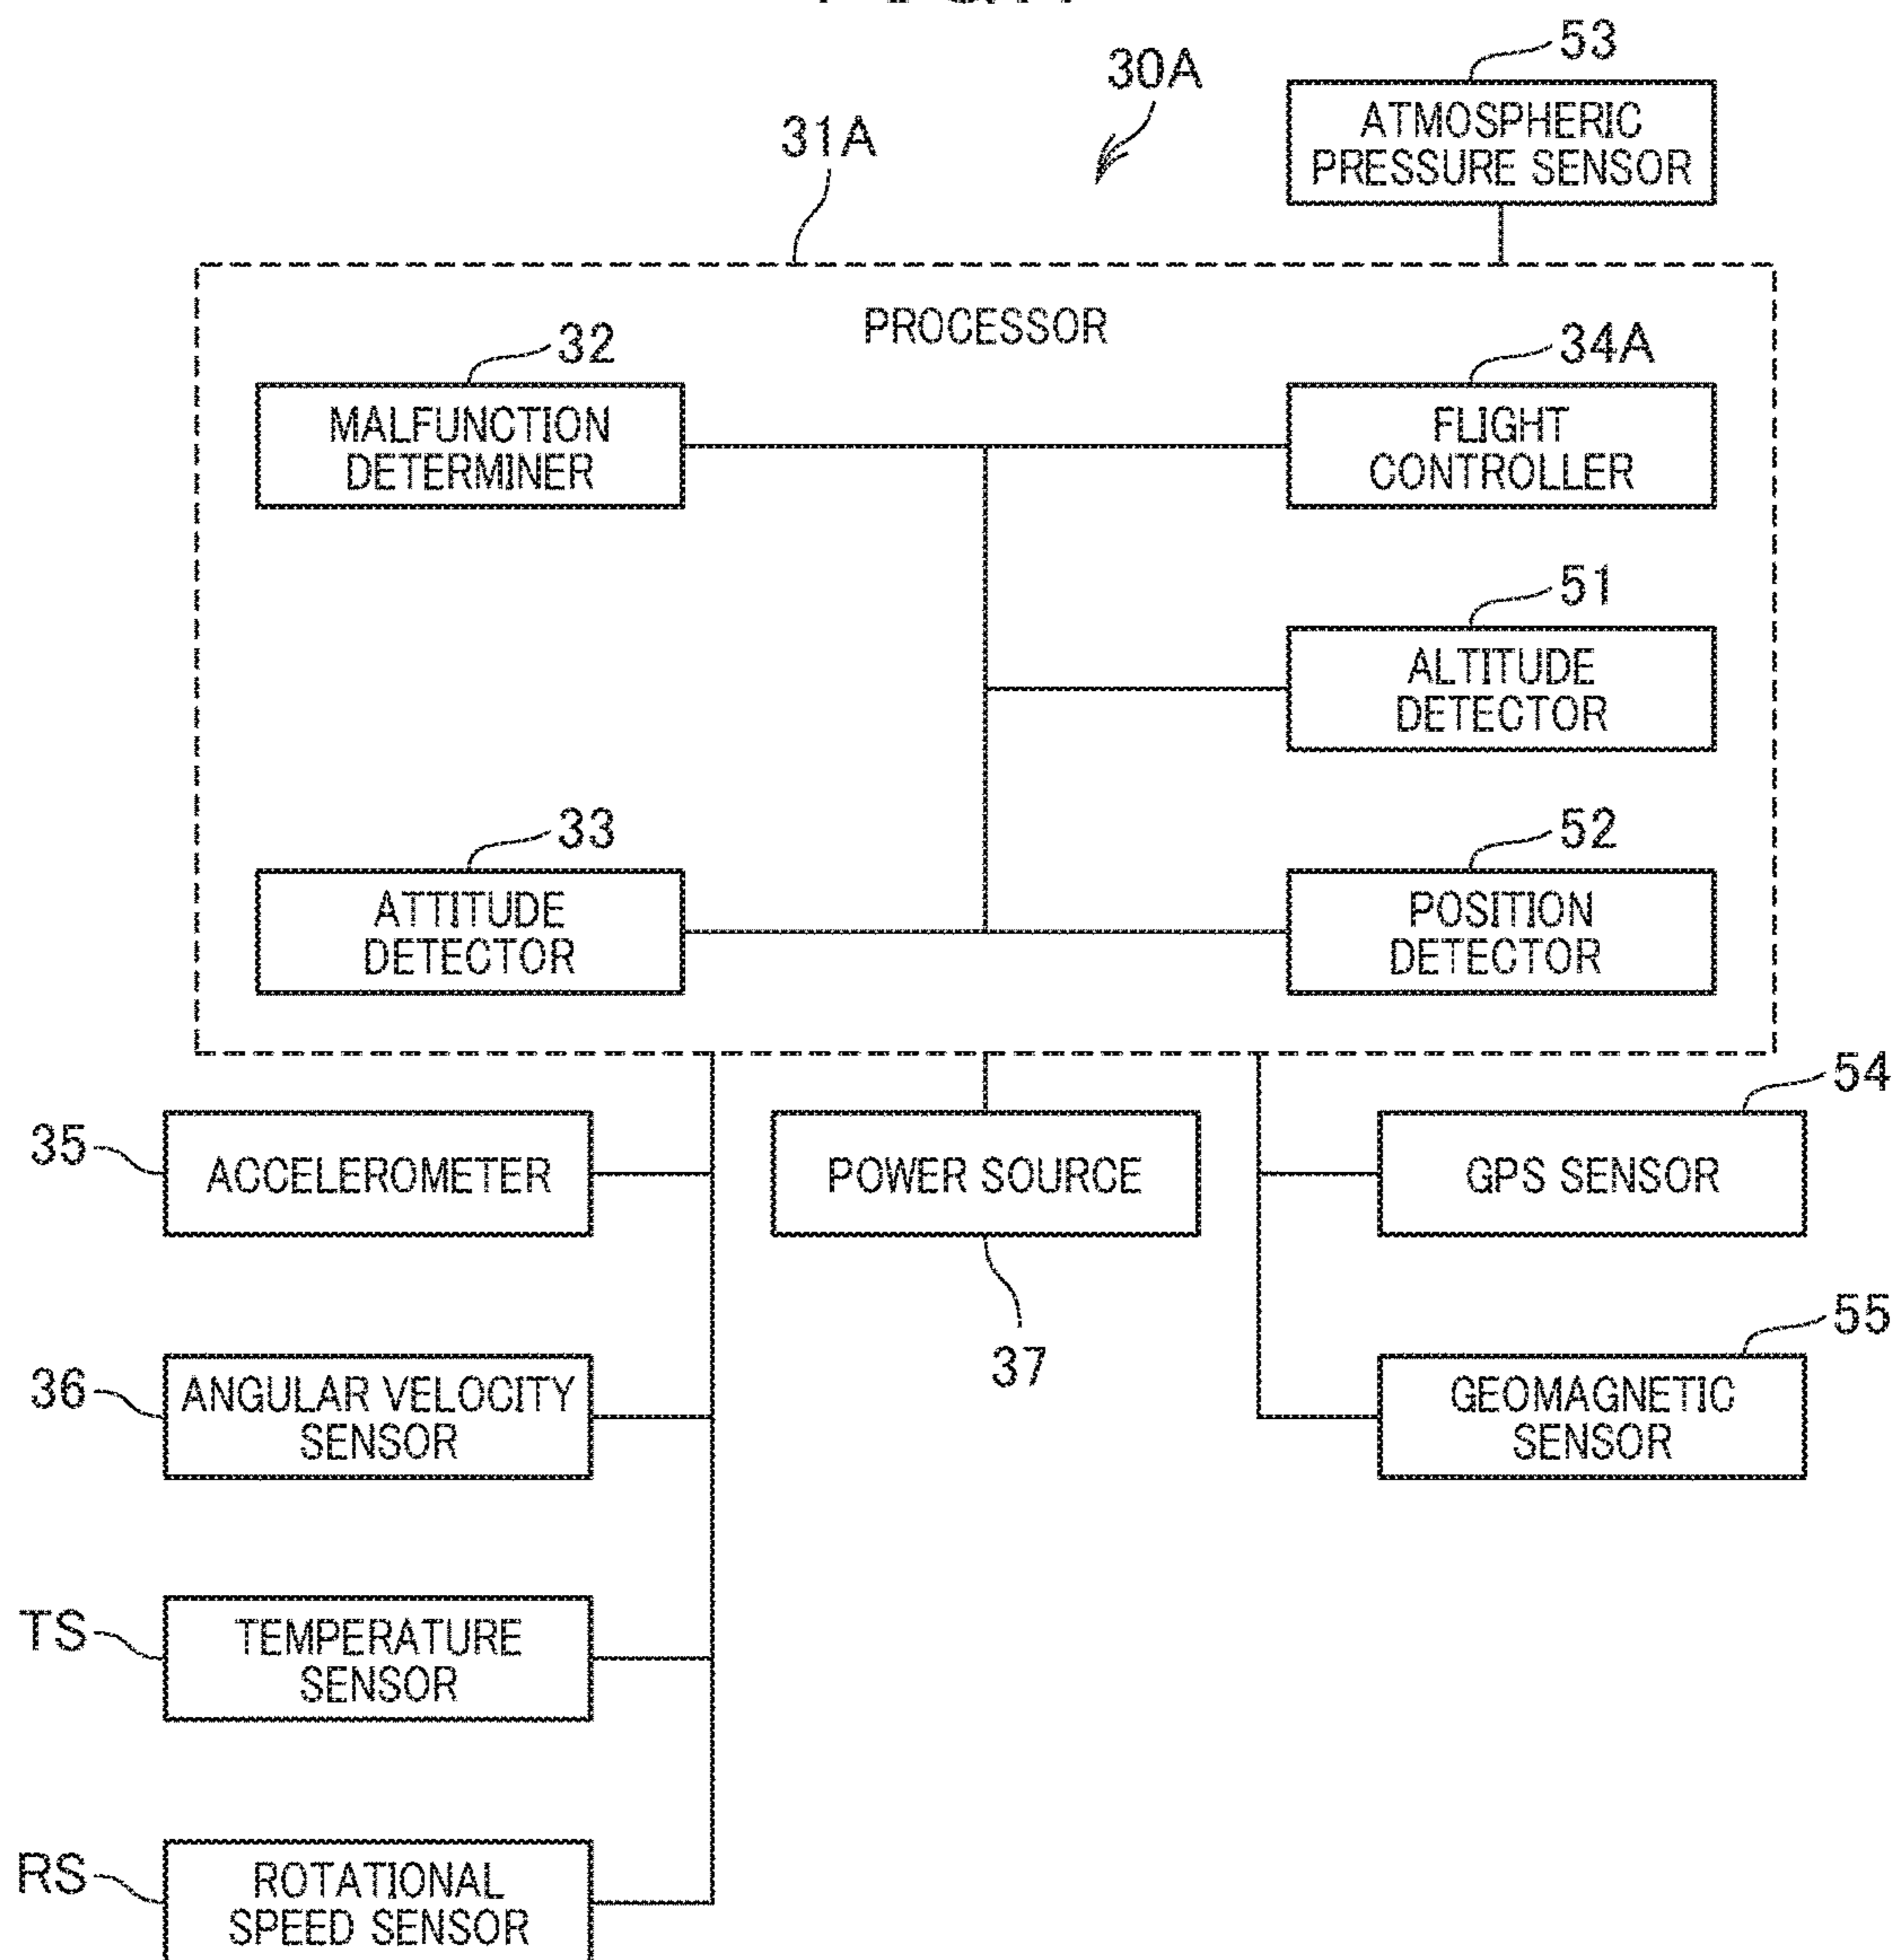 53
30A
ATMOSPHERIC
PRESSURE SENSOR
31A
PROCESSOR
32
34A
MALFUNCTION
DETERMINER
FLIGHT
CONTROLLER
51
ALTITUDE
DETECTOR
33
52
ATTITUDE
DETECTOR
POSITION
DETECTOR
54
35
ACCELEROMETER
POWER SOURCE
GPS SENSOR
55
37
36
ANGULAR VELOCITY
SENSOR
GEOMAGNETIC
SENSOR
TS
TEMPERATURE
SENSOR
RS
ROTATIONAL
SPEED SENSOR